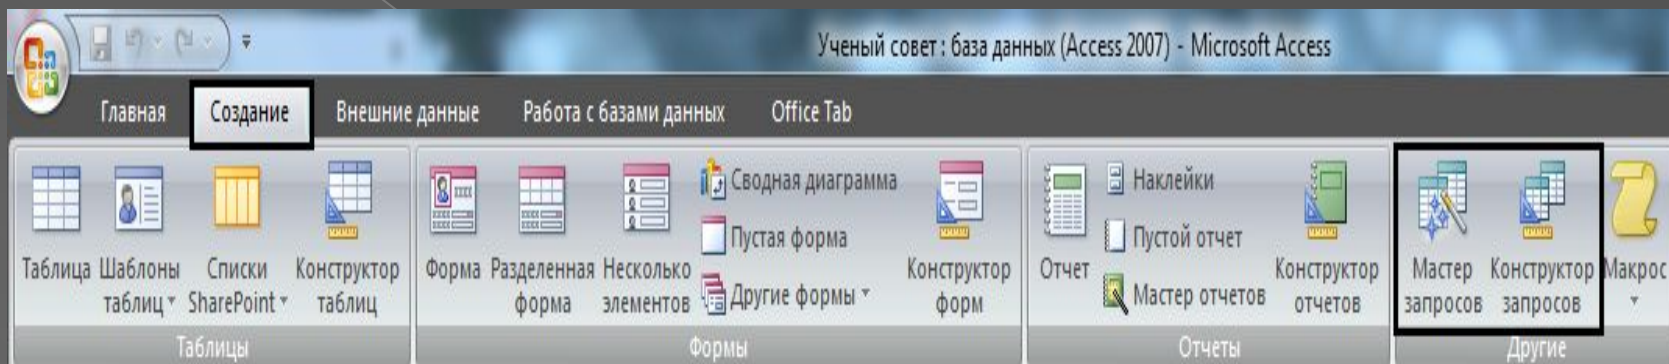 Ученый совет : база данных (Access 2007) - Microsoft Access
Главная Создание Внешние данные Работа с базами данных Office Tab
Таблица
Шаблоны
таблиц
Списки
SharePoint
Конструктор
таблиц
Таблицы
Форма
Разделенная
форма
Несколько
элементов
Сводная диаграмма
Пустая форма
Другие формы
Конструктор
форм
Формы
Отчет
Наклейки
Пустой отчет
Мастер отчетов
Конструктор
отчетов
Отчеты
Мастер
запросов
Конструктор
запросов
Макрос
Другие